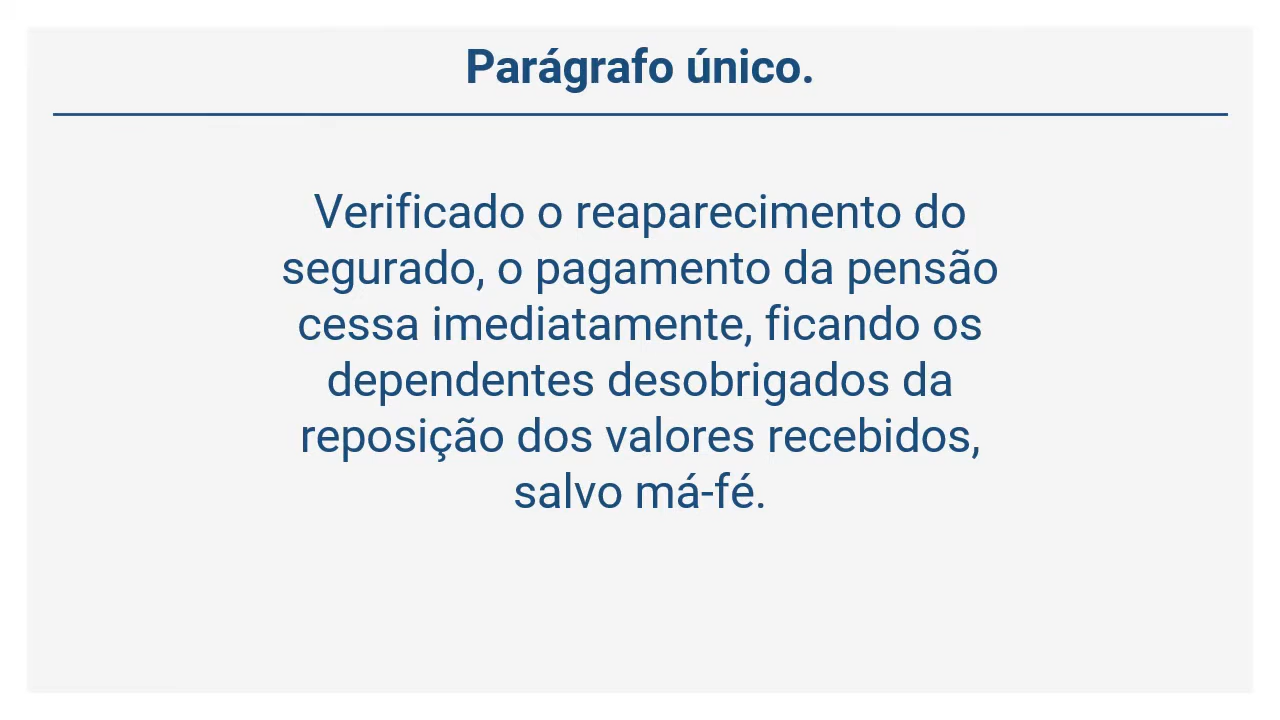 Parágrafo único.
Verificado o reaparecimento do
segurado, o pagamento da pensão
cessa imediatamente, ficando os
dependentes desobrigados da
reposição dos valores recebidos,
salvo má-fé.